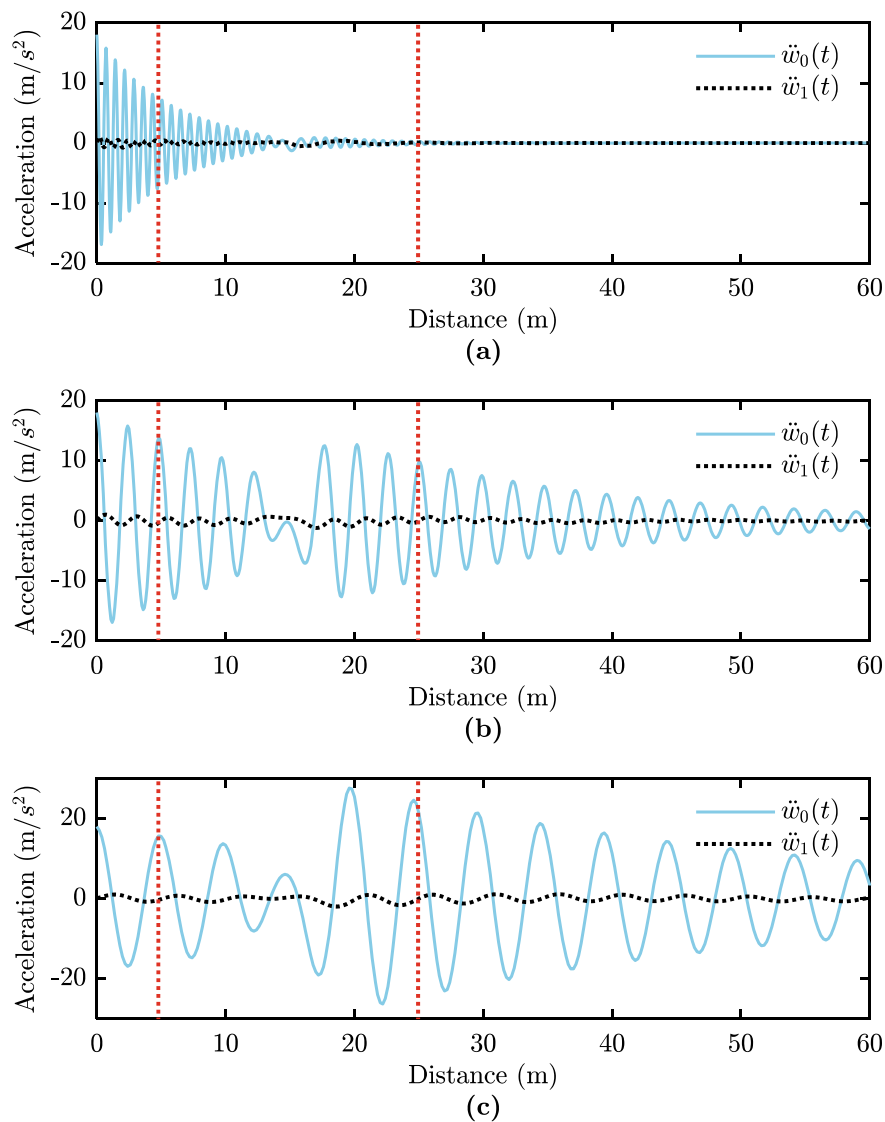 20
10
0
-10
-20
Acceleration (m/s²)
ẅ₀(t)
ẅ₁(t)
0 10 20 30 40 50 60
Distance (m)
(a)
20
10
0
-10
-20
Acceleration (m/s²)
ẅ₀(t)
ẅ₁(t)
0 10 20 30 40 50 60
Distance (m)
(b)
20
0
-20
Acceleration (m/s²)
ẅ₀(t)
ẅ₁(t)
0 10 20 30 40 50 60
Distance (m)
(c)